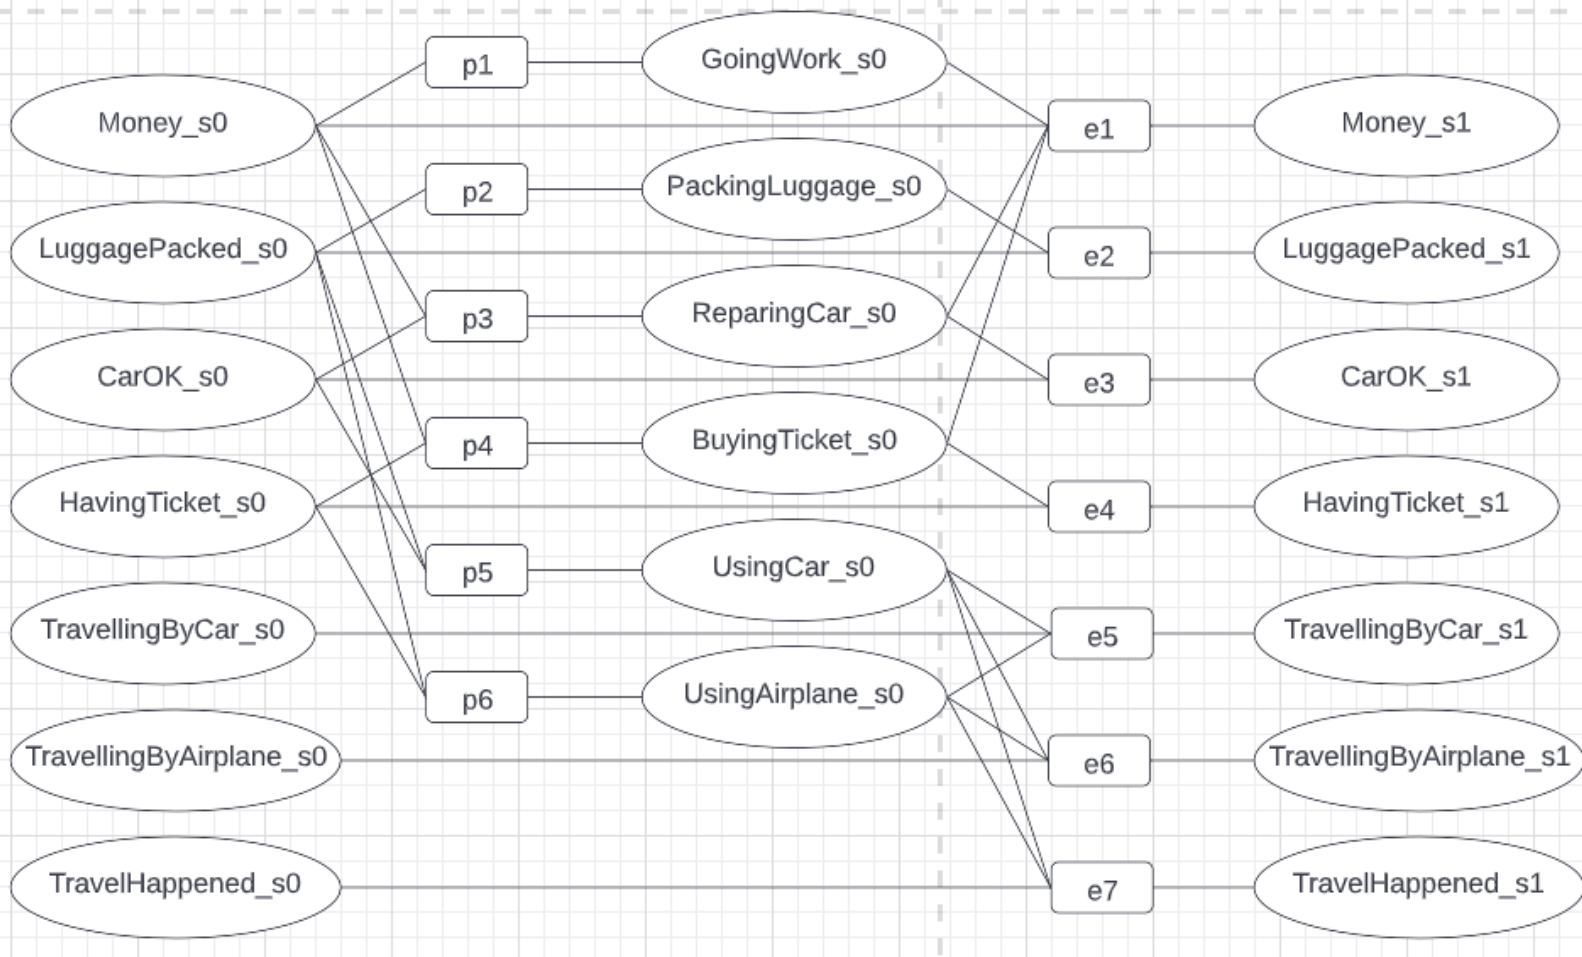 GoingWork_s0
p1
Money_s0
e1
Money_s1
PackingLuggage_s0
p2
LuggagePacked_s0
e2
LuggagePacked_s1
ReparingCar_s0
p3
CarOK_s0
e3
CarOK_s1
BuyingTicket_s0
p4
HavingTicket_s0
e4
HavingTicket_s1
UsingCar_s0
p5
TravellingByCar_s0
e5
TravellingByCar_s1
UsingAirplane_s0
p6
TravellingByAirplane_s0
e6
TravellingByAirplane_s1
TravelHappened_s0
e7
TravelHappened_s1